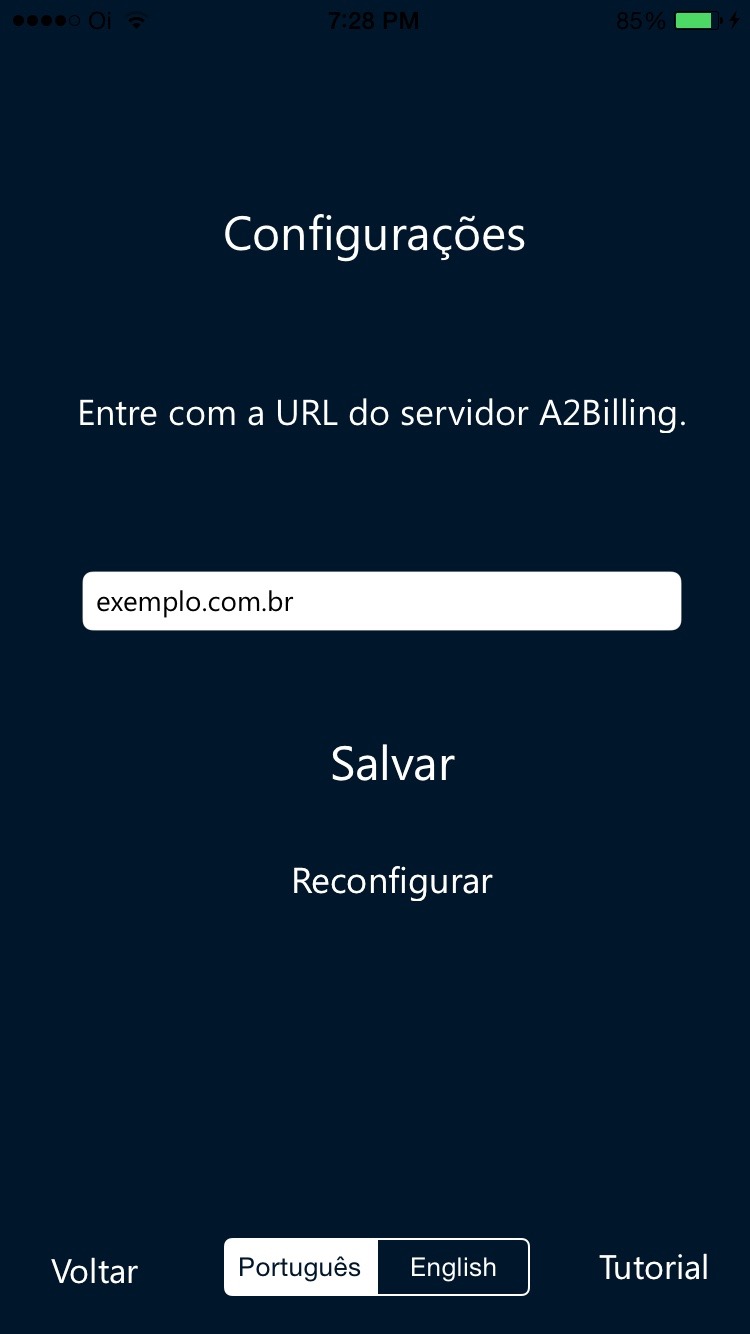 Oi 7:28 PM 85%
Configurações
Entre com a URL do servidor A2Billing.
exemplo.com.br
Salvar
Reconfigurar
Voltar Português English Tutorial